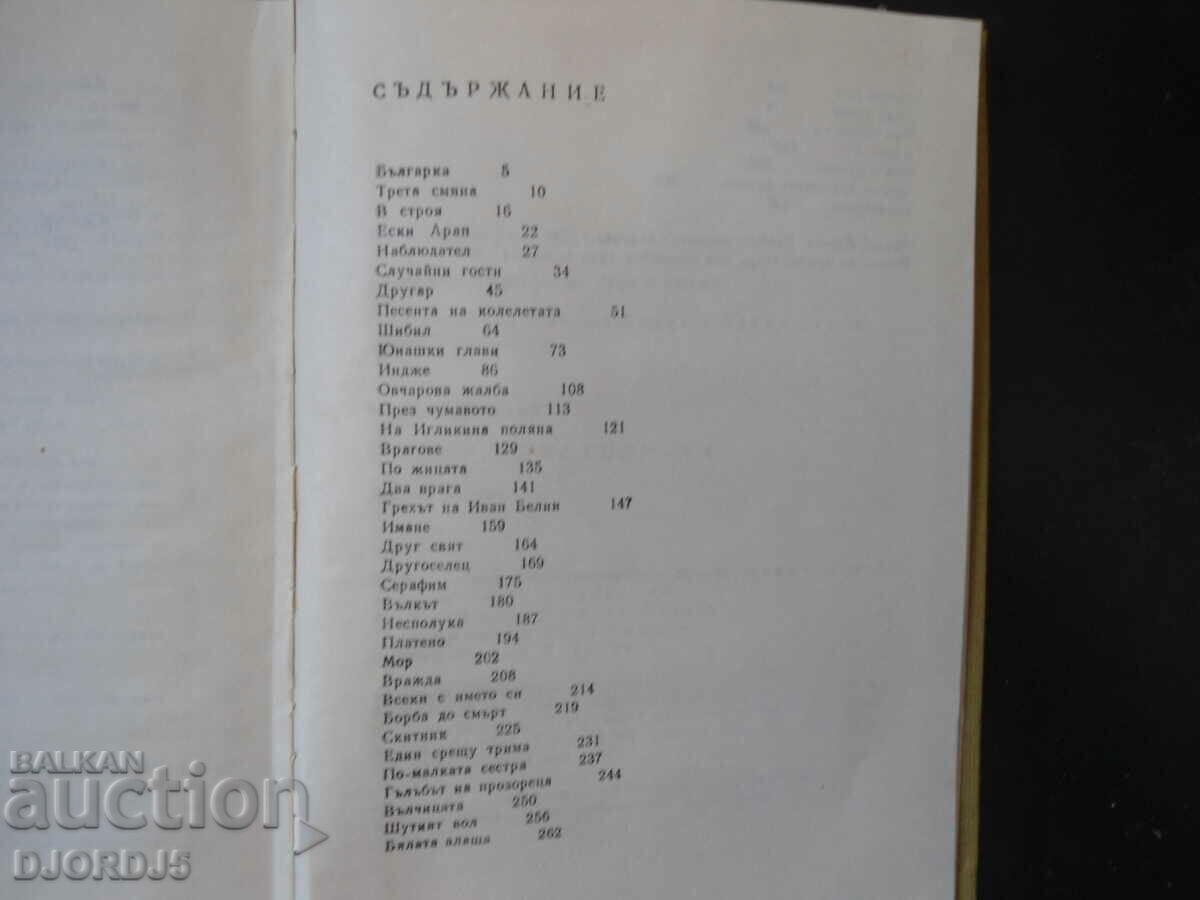 СЪДЪРЖАНИЕ
Българка 5
Трета смяна 10
В строя 16
Ески Арап 22
Наблюдател 27
Случайни гости 34
Другар 45
Песента на колелетата 51
Шибил 64
Юнашки глави 73
Индже 86
Овчарова жалба 108
През чумавото 113
На Игликина поляна 121
Врагове 129
По жицата 135
Два врага 141
Грехът на Иван Белин 147
Имане 159
Друг свят 164
Другоселец 169
Серафим 175
Вълкът 180
Несполука 187
Платено 194
Мор 202
Вражда 208
Всеки с името си 214
Борба до смърт 219
Скитник 225
Един срещу трима 231
По-малката сестра 237
Гълъбът на прозореца 244
Вълчицата 250
Шутият вол 256
Бялата алаша 262
BALKAN
auction
DJORDJ5